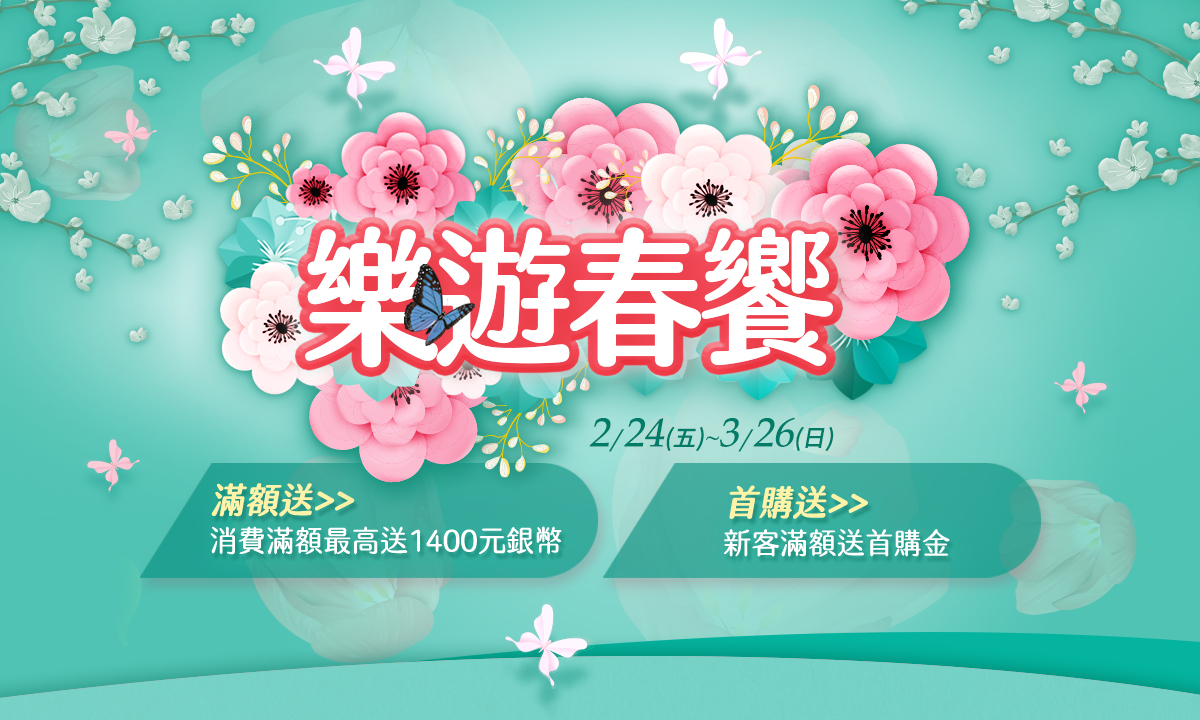 樂遊春饗
2/24(五)~3/26(日)
滿額送>>
消費滿額最高送1400元銀幣
首購送>>
新客滿額送首購金